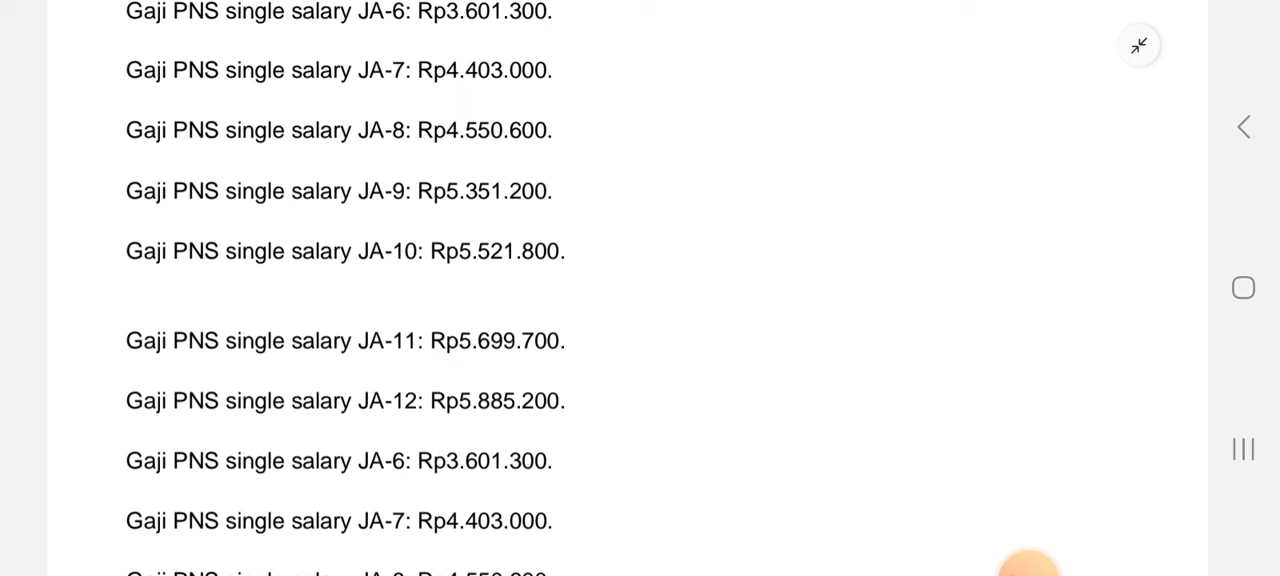 Gaji PNS single salary JA-6: Rp3.601.300.
Gaji PNS single salary JA-7: Rp4.403.000.
Gaji PNS single salary JA-8: Rp4.550.600.
Gaji PNS single salary JA-9: Rp5.351.200.
Gaji PNS single salary JA-10: Rp5.521.800.
Gaji PNS single salary JA-11: Rp5.699.700.
Gaji PNS single salary JA-12: Rp5.885.200.
Gaji PNS single salary JA-6: Rp3.601.300.
Gaji PNS single salary JA-7: Rp4.403.000.